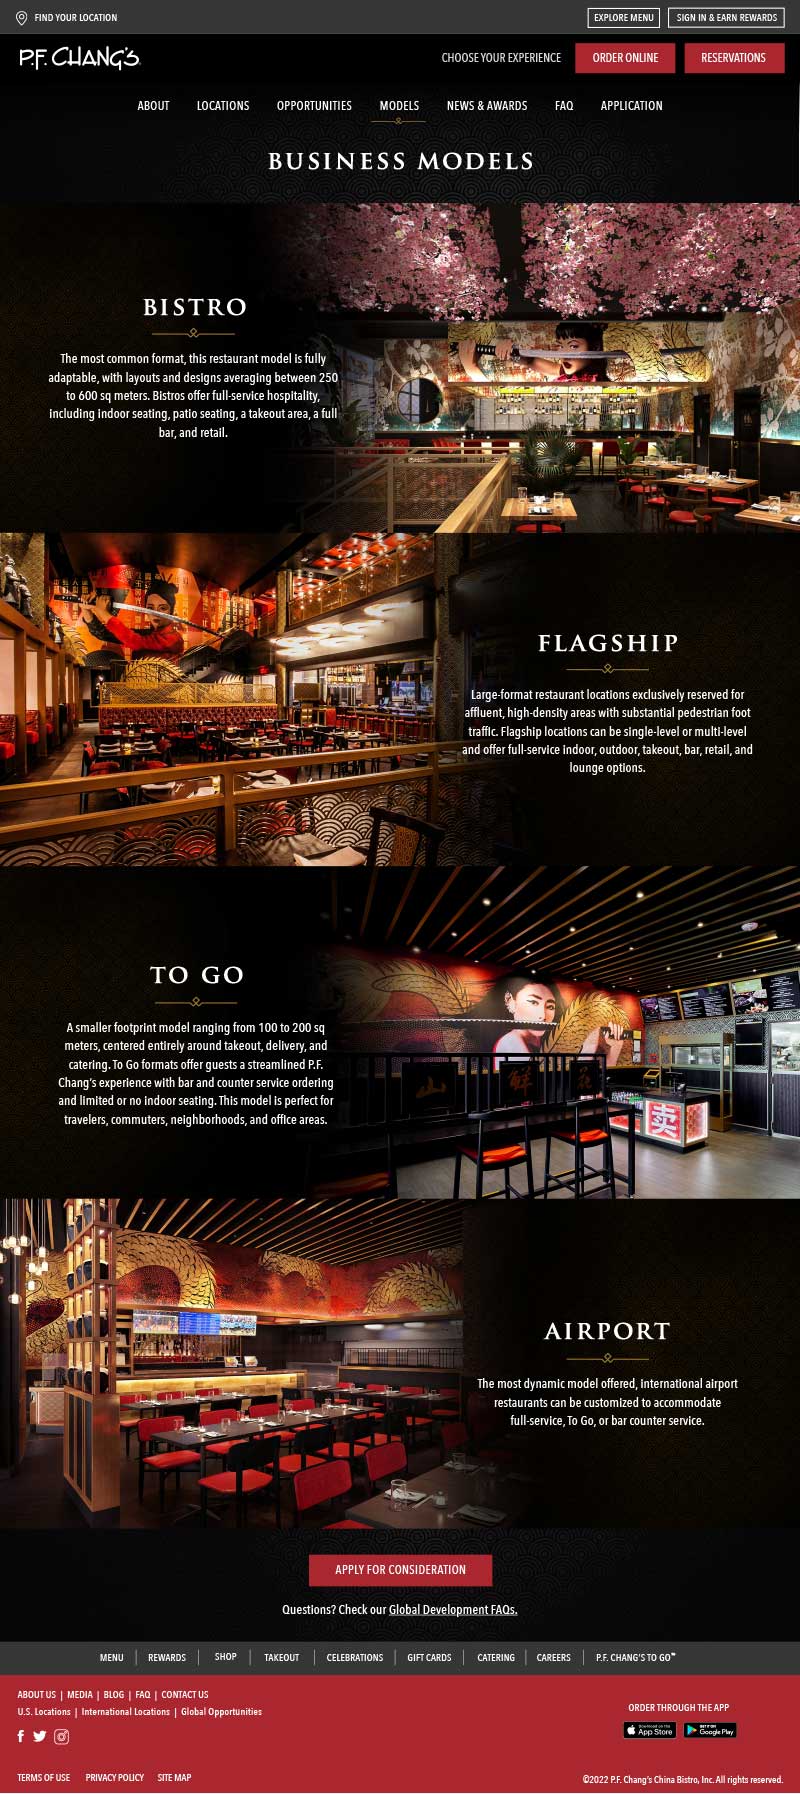 FIND YOUR LOCATION
EXPLORE MENU
SIGN IN & EARN REWARDS
P.F. CHANG'S
CHOOSE YOUR EXPERIENCE
ORDER ONLINE
RESERVATIONS
ABOUT
LOCATIONS
OPPORTUNITIES
MODELS
NEWS & AWARDS
FAQ
APPLICATION
BUSINESS MODELS
BISTRO
The most common format, this restaurant model is fully
adaptable, with layouts and designs averaging between 250
to 600 sq meters. Bistros offer full-service hospitality,
including indoor seating, patio seating, a takeout area, a full
bar, and retail.
FLAGSHIP
Large-format restaurant locations exclusively reserved for
affluent, high-density areas with substantial pedestrian foot
traffic. Flagship locations can be single-level or multi-level
and offer full-service indoor, outdoor, takeout, bar, retail, and
lounge options.
TO GO
A smaller footprint model ranging from 100 to 200 sq
meters, centered entirely around takeout, delivery, and
catering. To Go formats offer guests a streamlined P.F.
Chang's experience with bar and counter service ordering
and limited or no indoor seating. This model is perfect for
travelers, commuters, neighborhoods, and office areas.
山 鮮 花
卖
AIRPORT
The most dynamic model offered, international airport
restaurants can be customized to accommodate
full-service, To Go, or bar counter service.
APPLY FOR CONSIDERATION
Questions? Check our Global Development FAQs.
MENU
REWARDS
SHOP
TAKEOUT
CELEBRATIONS
GIFT CARDS
CATERING
CAREERS
P.F. CHANG'S TO GO℠
ABOUT US | MEDIA | BLOG | FAQ | CONTACT US
U.S. Locations | International Locations | Global Opportunities
ORDER THROUGH THE APP
Download on the
App Store
GET IT ON
Google Play
TERMS OF USE
PRIVACY POLICY
SITE MAP
©2022 P.F. Chang's China Bistro, Inc. All rights reserved.